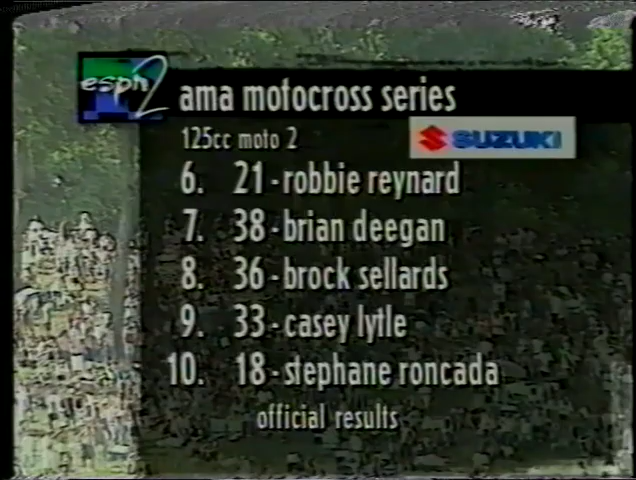 espn2
ama motocross series
125cc moto 2
SUZUKI
6. 21-robbie reynard
7. 38-brian deegan
8. 36-brock sellards
9. 33-casey lytle
10. 18-stephane roncada
official results